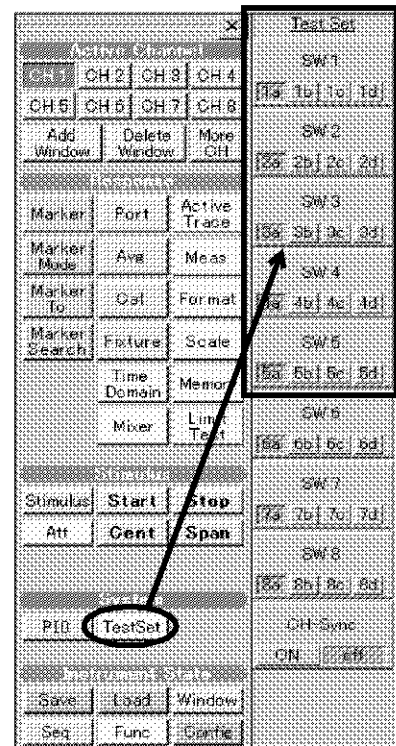 ×
Active Channel
CH 1 CH 2 CH 3 CH 4
CH 5 CH 6 CH 7 CH 8
Add Window Delete Window More CH
Response
Marker Port Active Trace
Marker Mode Avg Meas
Marker To Cal Format
Marker Search Fixture Scale
Time Domain Memory
Mixer Limit Test
Stimulus
Stimulus Start Stop
Att Cent Span
System
PIO TestSet
Instrument State
Save Load Window
Seq Func Config
Test Set
SW 1
1a 1b 1c 1d
SW 2
2a 2b 2c 2d
SW 3
3a 3b 3c 3d
SW 4
4a 4b 4c 4d
SW 5
5a 5b 5c 5d
SW 6
6a 6b 6c 6d
SW 7
7a 7b 7c 7d
SW 8
8a 8b 8c 8d
CH-Sync
ON off